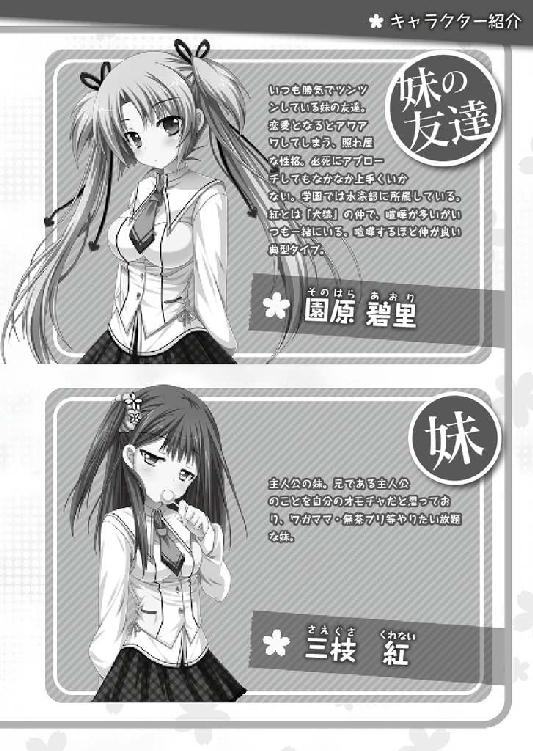 キャラクター紹介
妹の
友達
いつも勝気でツンツ
ンしている妹の友達。
恋愛となるとアワア
ワしてしまう、照れ屋
な性格。必死にアプロー
チしてもなかなか上手くいか
ない。学園では水泳部に所属している。
紅とは「犬猿」の仲で、喧嘩が多いがい
つも一緒にいる。喧嘩するほど仲が良い
典型タイプ。
そのはら あおり
園原 碧里
妹
主人公の妹。兄である主人公
のことを自分のオモチャだと思ってお
り、ワガママ・無茶ブリ等やりたい放題
な妹。
さえぐさ くれない
三枝 紅